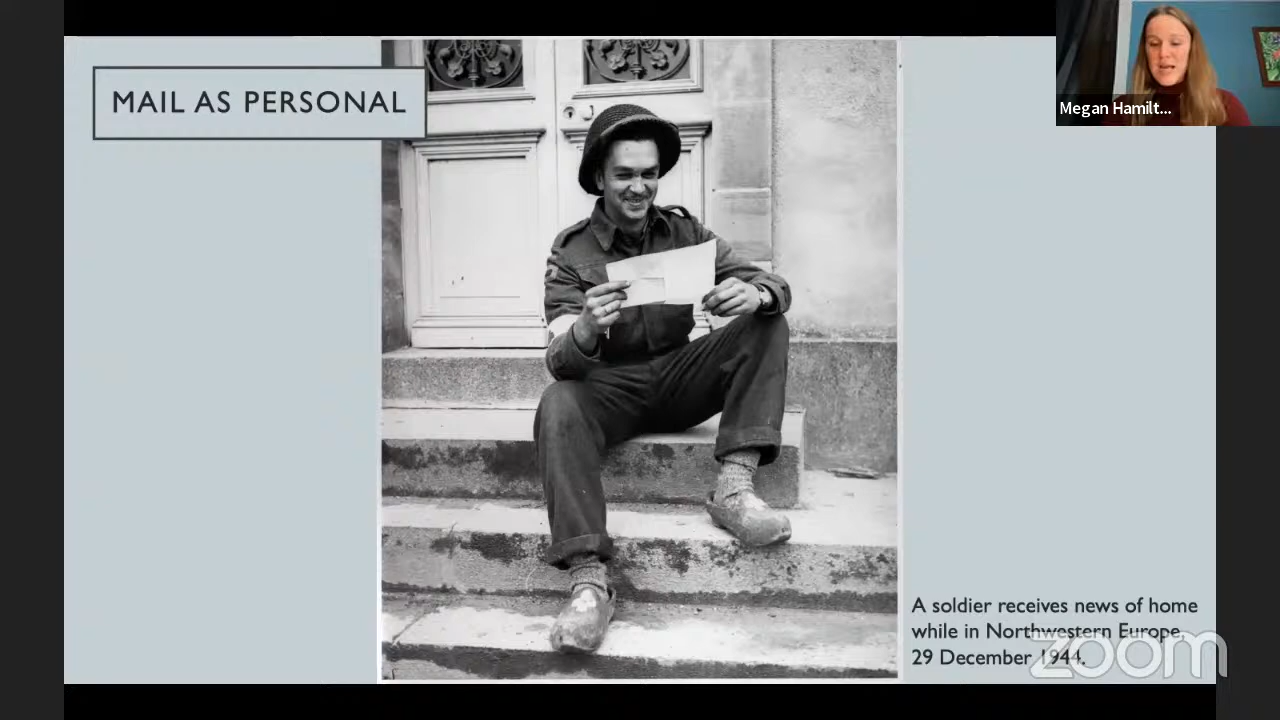 MAIL AS PERSONAL
Megan Hamilt...
A soldier receives news of home
while in Northwestern Europe,
29 December 1944.
zoom